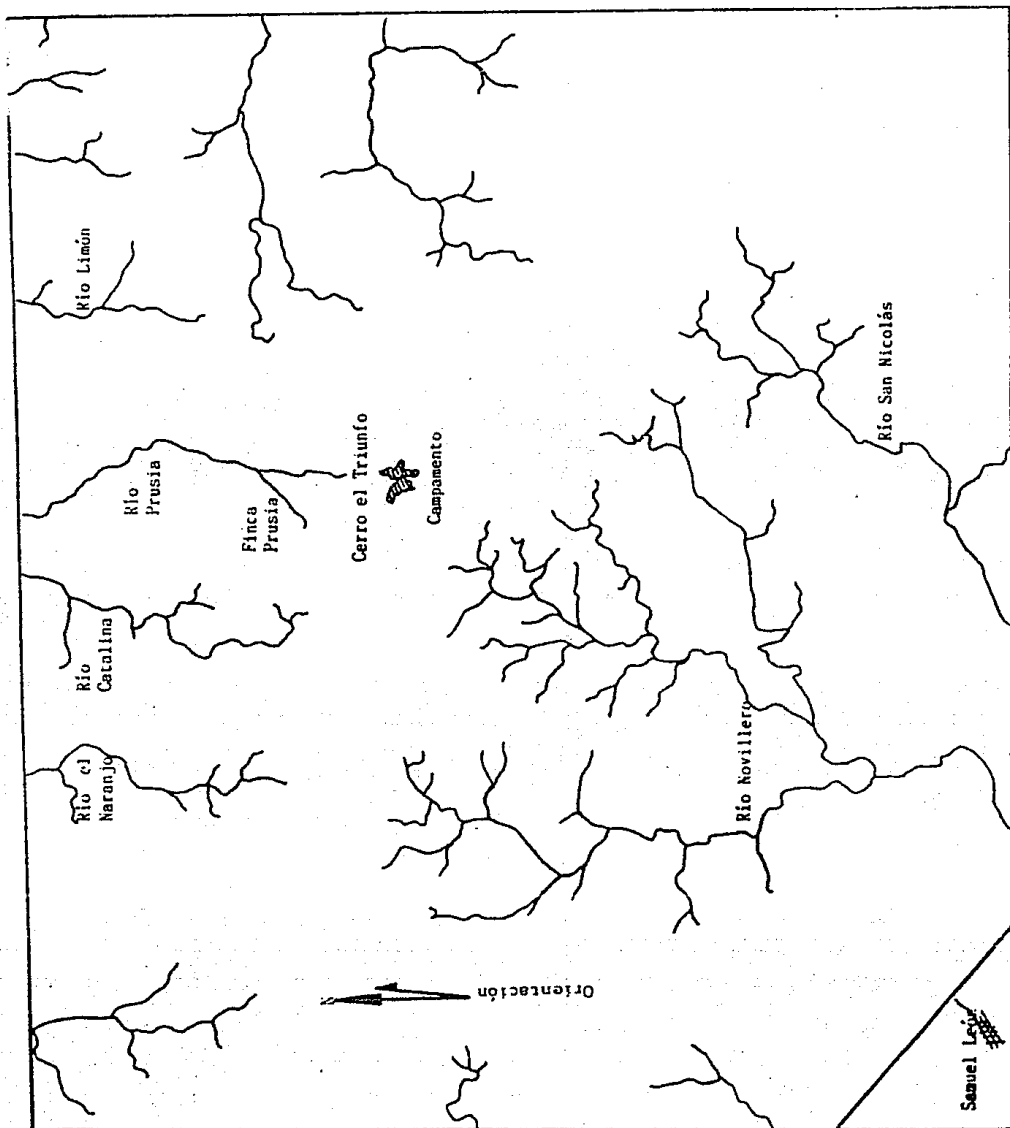 Río Limón
Río
Prusia
Finca
Prusia
Cerro el Triunfo
Campamento
Río
Catalina
Río el
Naranjo
Río San Nicolás
Río Novillero
Orientación
Samuel León